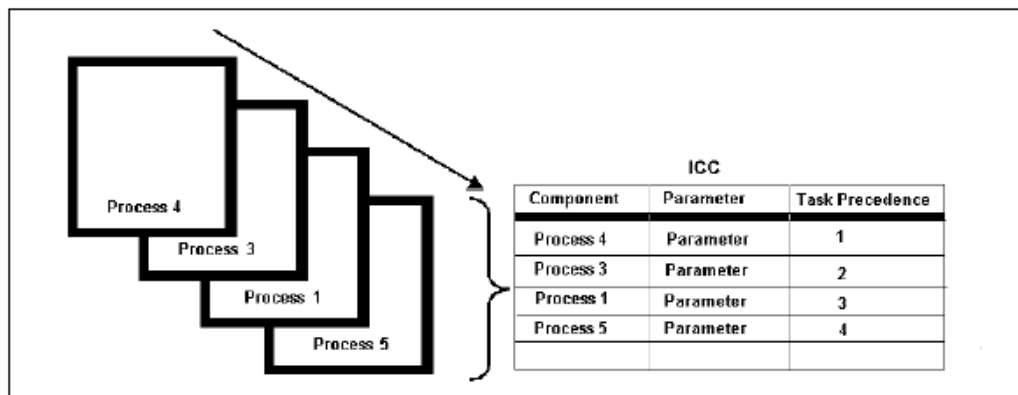 Process 4
Process 3
Process 1
Process 5
ICC
Component Parameter Task Precedence
Process 4 Parameter 1
Process 3 Parameter 2
Process 1 Parameter 3
Process 5 Parameter 4